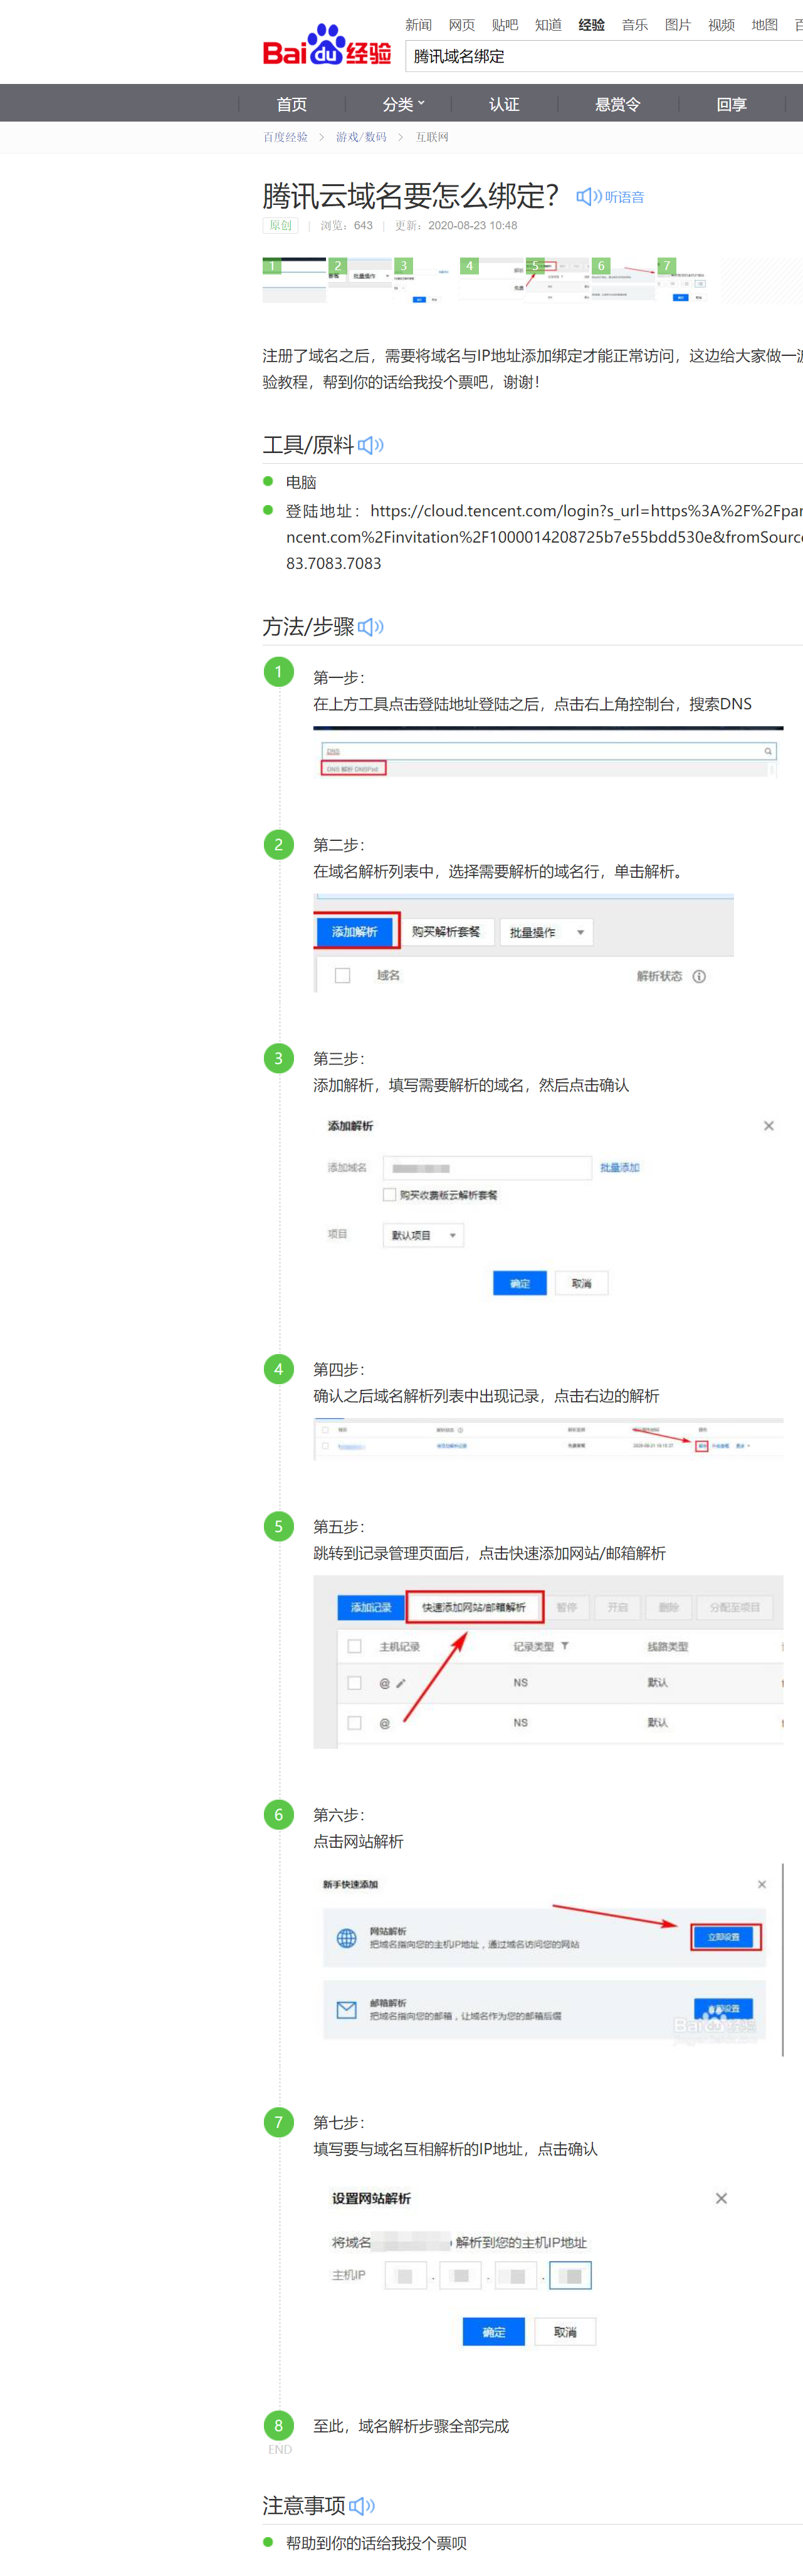 新闻 网页 贴吧 知道 经验 音乐 图片 视频 地图
Bai du 经验
腾讯域名绑定
首页 分类 认证 悬赏令 回享
百度经验 > 游戏/数码 > 互联网
腾讯云域名要怎么绑定? 听语音
原创 | 浏览：643 | 更新：2020-08-23 10:48
1 2 3 4 5 6 7
批量操作
注册了域名之后，需要将域名与IP地址添加绑定才能正常访问，这边给大家做一
验教程，帮到你的话给我投个票吧，谢谢！
工具/原料
电脑
登陆地址：https://cloud.tencent.com/login?s_url=https%3A%2F%2Fpar
ncent.com%2Finvitation%2F1000014208725b7e55bdd530e&fromSource
83.7083.7083
方法/步骤
1 第一步：
在上方工具点击登陆地址登陆之后，点击右上角控制台，搜索DNS
DNS
DNS 解析 DNSPod
2 第二步：
在域名解析列表中，选择需要解析的域名行，单击解析。
添加解析 购买解析套餐 批量操作
域名 解析状态
3 第三步：
添加解析，填写需要解析的域名，然后点击确认
添加解析
添加域名 批量添加
购买收费版云解析套餐
项目 默认项目
确定 取消
4 第四步：
确认之后域名解析列表中出现记录，点击右边的解析
5 第五步：
跳转到记录管理页面后，点击快速添加网站/邮箱解析
添加记录 快速添加网站/邮箱解析 暂停 开启 删除 分配至项目
主机记录 记录类型 线路类型
@ NS 默认
@ NS 默认
6 第六步：
点击网站解析
新手快速添加
网站解析
把域名指向您的主机IP地址，通过域名访问您的网站
立即设置
邮箱解析
把域名指向您的邮箱，让域名作为您的邮箱后缀
立即设置
Baidu经验
7 第七步：
填写要与域名互相解析的IP地址，点击确认
设置网站解析
将域名 解析到您的主机IP地址
主机IP . . .
确定 取消
8 至此，域名解析步骤全部完成
END
注意事项
帮助到你的话给我投个票呗